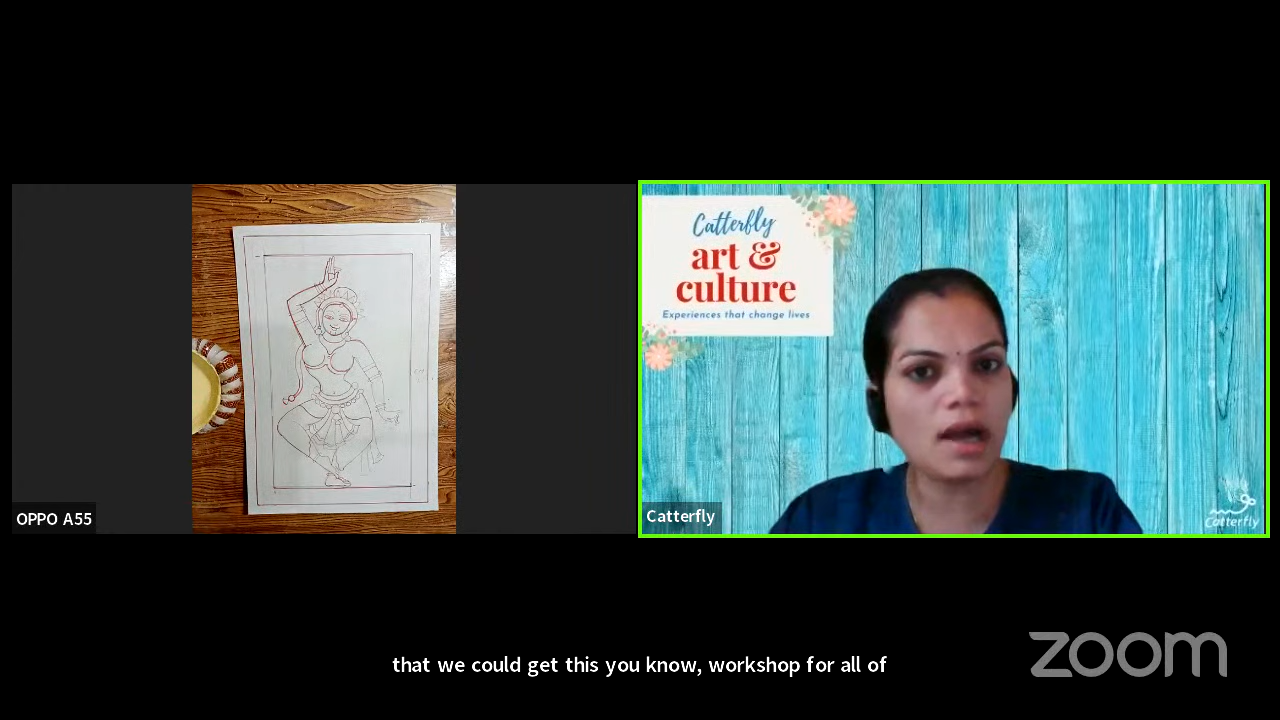 Catterfly
art &
culture
Experiences that change lives
OPPO A55
Catterfly
Catterfly
that we could get this you know, workshop for all of
zoom